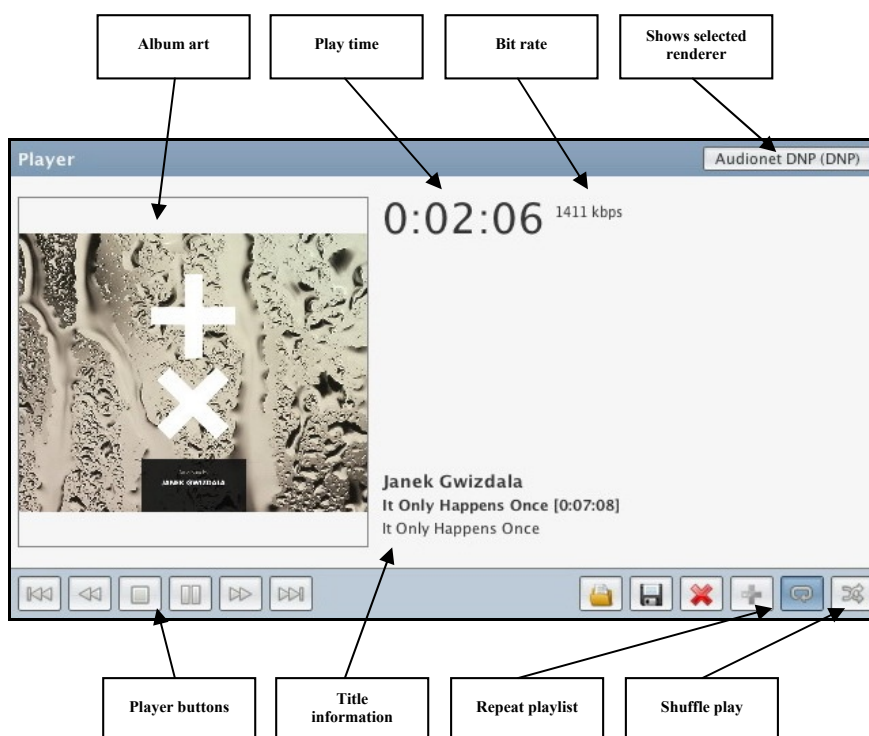 Album art
Play time
Bit rate
Shows selected
renderer
Player
Audionet DNP (DNP)
0:02:06
1411 kbps
JANEK GWIZDALA
Janek Gwizdala
It Only Happens Once [0:07:08]
It Only Happens Once
Player buttons
Title
information
Repeat playlist
Shuffle play